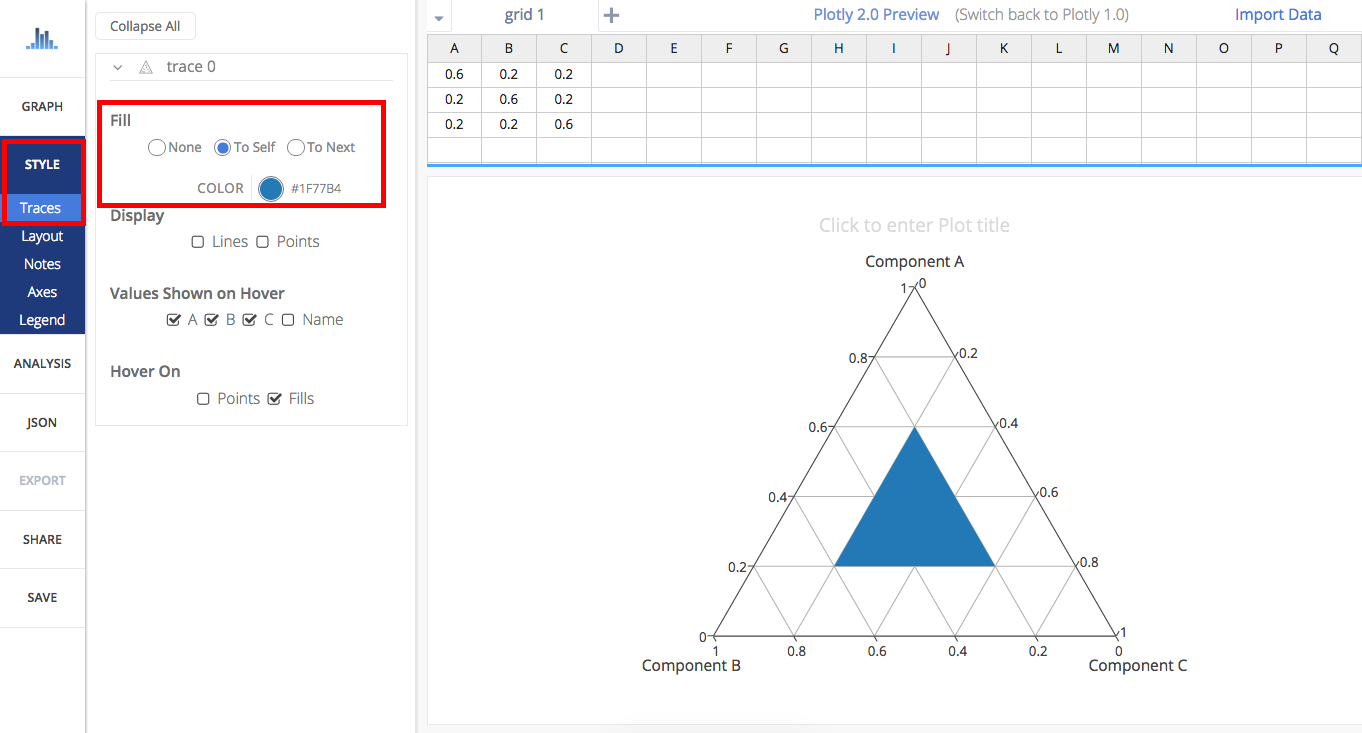 Collapse All
trace 0
GRAPH
STYLE
Traces
Layout
Notes
Axes
Legend
ANALYSIS
JSON
EXPORT
SHARE
SAVE
Fill
None To Self To Next
COLOR #1F77B4
Display
Lines Points
Values Shown on Hover
A B C Name
Hover On
Points Fills
grid 1
Plotly 2.0 Preview (Switch back to Plotly 1.0) Import Data
A B C D E F G H I J K L M N O P Q
0.6 0.2 0.2
0.2 0.6 0.2
0.2 0.2 0.6
Click to enter Plot title
Component A
1 0
0.8 0.2
0.6 0.4
0.4 0.6
0.2 0.8
0 1
1 0.8 0.6 0.4 0.2 0
Component B Component C